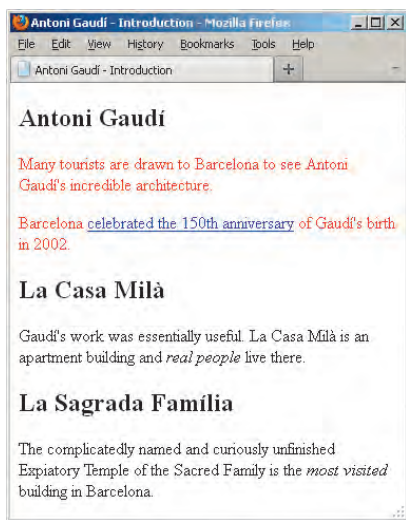 Antoni Gaudí - Introduction - Mozilla Firefox
File Edit View History Bookmarks Tools Help
Antoni Gaudí - Introduction
Antoni Gaudí
Many tourists are drawn to Barcelona to see Antoni
Gaudí's incredible architecture.
Barcelona celebrated the 150th anniversary of Gaudí's birth
in 2002.
La Casa Milà
Gaudí's work was essentially useful. La Casa Milà is an
apartment building and real people live there.
La Sagrada Família
The complicatedly named and curiously unfinished
Expiatory Temple of the Sacred Family is the most visited
building in Barcelona.